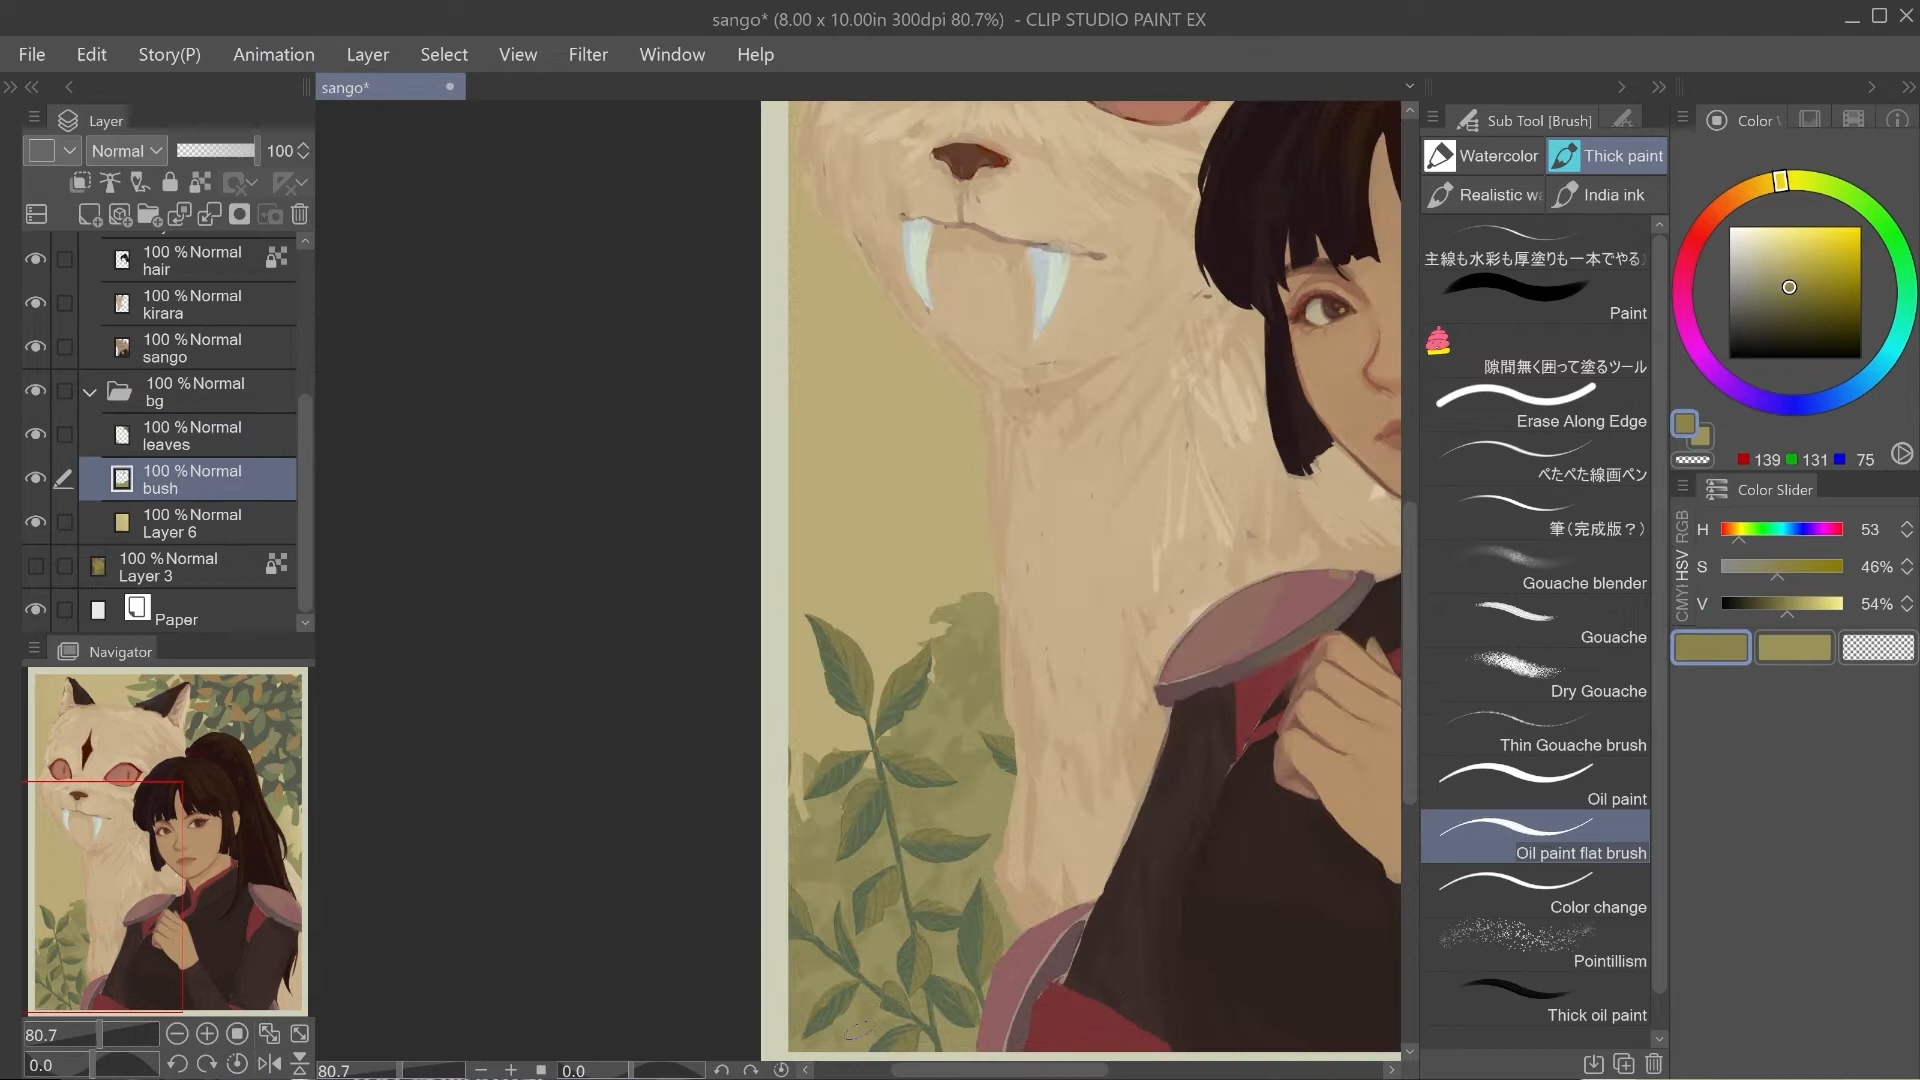 sango* (8.00 x 10.00in 300dpi 80.7%) - CLIP STUDIO PAINT EX
File Edit Story(P) Animation Layer Select View Filter Window Help
sango*
Layer
Normal 100
100 %Normal
hair
100 %Normal
kirara
100 %Normal
sango
100 %Normal
bg
100 %Normal
leaves
100 %Normal
bush
100 %Normal
Layer 6
100 %Normal
Layer 3
Paper
Navigator
80.7
0.0
80.7 0.0
Sub Tool [Brush]
Watercolor Thick paint
Realistic India ink
主線も水彩も厚塗りも一本でやる
Paint
隙間無く囲って塗るツール
Erase Along Edge
ぺたぺた線画ペン
筆（完成版？）
Gouache blender
Gouache
Dry Gouache
Thin Gouache brush
Oil paint
Oil paint flat brush
Color change
Pointillism
Thick oil paint
Color
139 131 75
Color Slider
RGB
HSV
CMY
H 53
S 46%
V 54%